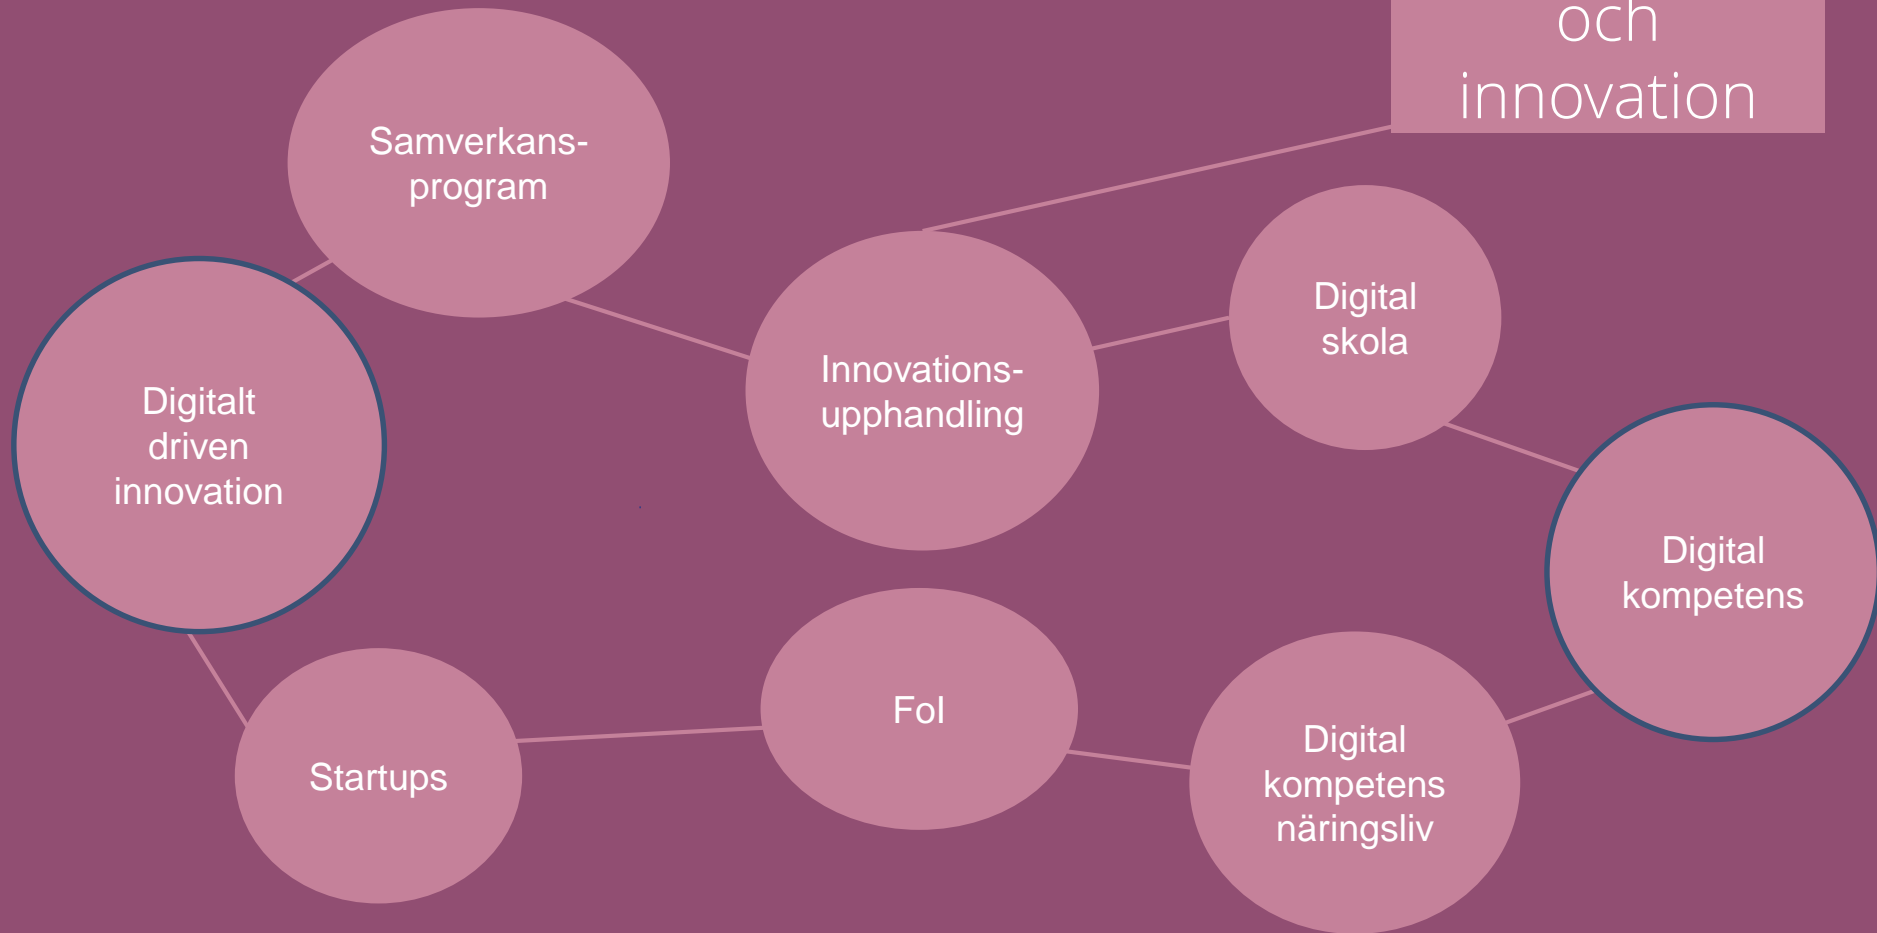 och
innovation
Samverkans-
program
Digital
skola
Innovations-
upphandling
Digitalt
driven
innovation
Digital
kompetens
FoI
Digital
kompetens
näringsliv
Startups